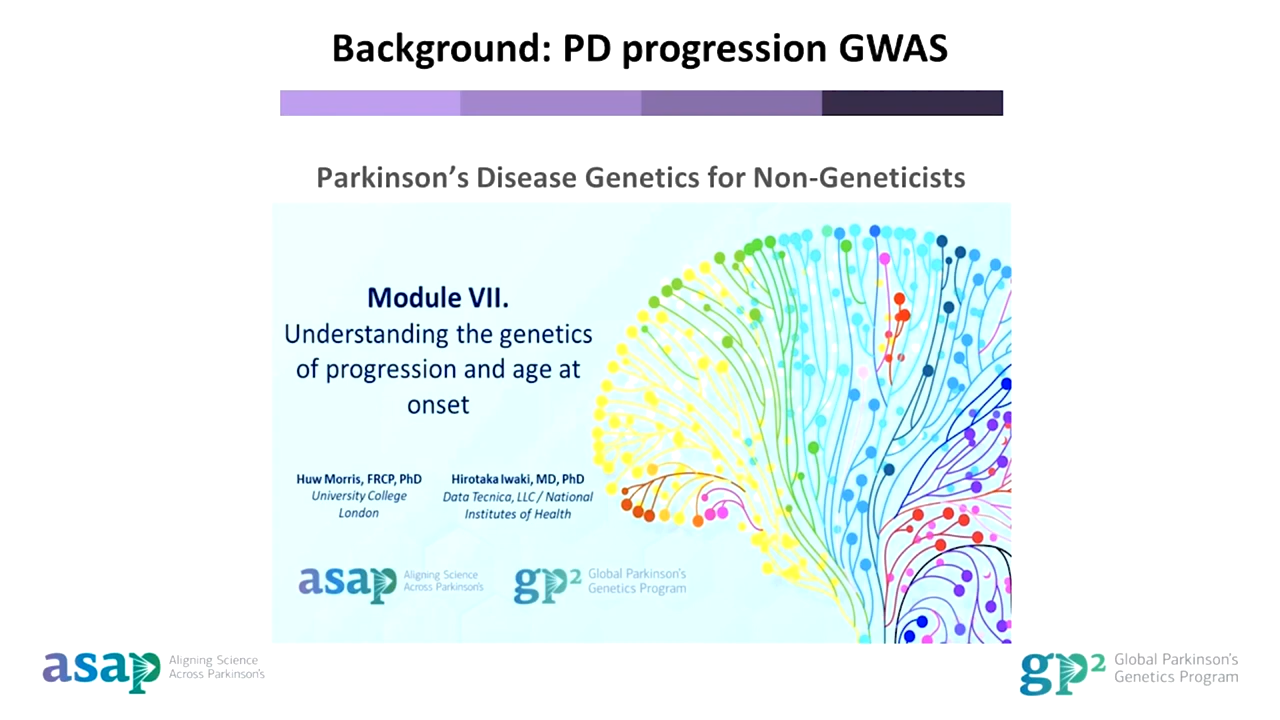 Background: PD progression GWAS
Parkinson's Disease Genetics for Non-Geneticists
Module VII.
Understanding the genetics
of progression and age at
onset
Huw Morris, FRCP, PhD
University College
London
Hirotaka Iwaki, MD, PhD
Data Tecnica, LLC / National
Institutes of Health
asap Aligning Science
Across Parkinson's
gp2 Global Parkinson's
Genetics Program
asap Aligning Science
Across Parkinson's
gp2 Global Parkinson's
Genetics Program